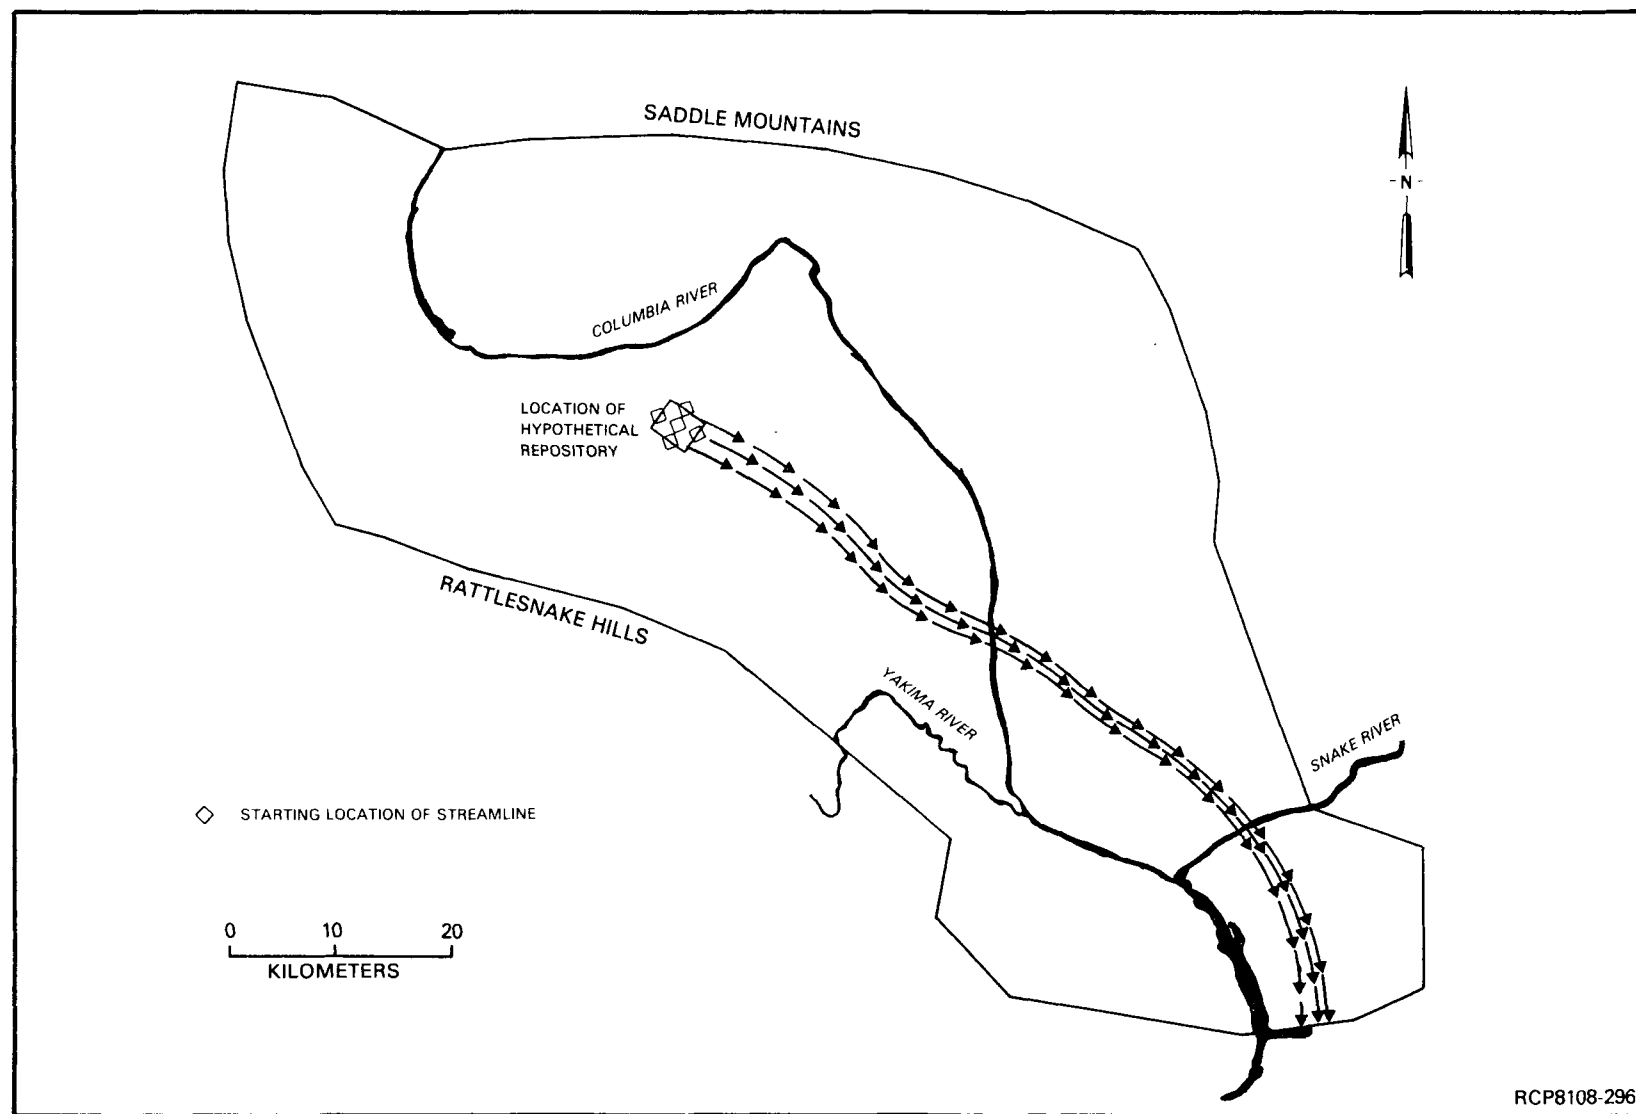 SADDLE MOUNTAINS
N
COLUMBIA RIVER
LOCATION OF
HYPOTHETICAL
REPOSITORY
RATTLESNAKE HILLS
YAKIMA RIVER
SNAKE RIVER
STARTING LOCATION OF STREAMLINE
0 10 20
KILOMETERS
RCP8108-296